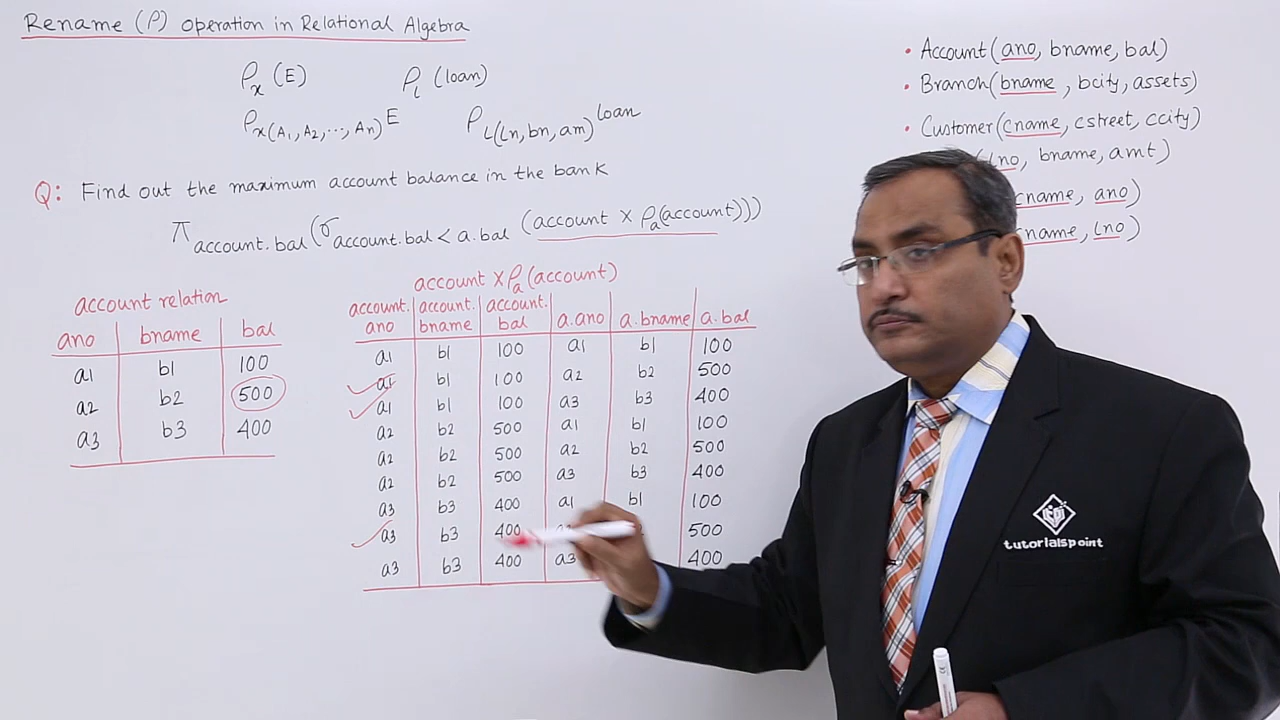 Rename (ρ) operation in Relational Algebra
ρx (E) ρL (loan)
ρx(A1, A2, ..., An) E ρL(Ln, bn, am) loan
Q: Find out the maximum account balance in the bank
π account.bal (σ account.bal < a.bal (account X ρa(account)))
account relation
ano bname bal
a1 b1 100
a2 b2 500
a3 b3 400
account X ρa(account)
account. account. account. a.ano a.bname a.bal
ano bname bal
a1 b1 100 a1 b1 100
a1 b1 100 a2 b2 500
a1 b1 100 a3 b3 400
a2 b2 500 a1 b1 100
a2 b2 500 a2 b2 500
a2 b2 500 a3 b3 400
a3 b3 400 a1 b1 100
a3 b3 400 500
a3 b3 400 a3 400
• Account(ano, bname, bal)
• Branch(bname, bcity, assets)
• Customer(cname, cstreet, ccity)
lno, bname, amt)
cname, ano)
cname, lno)
tutorialspoint